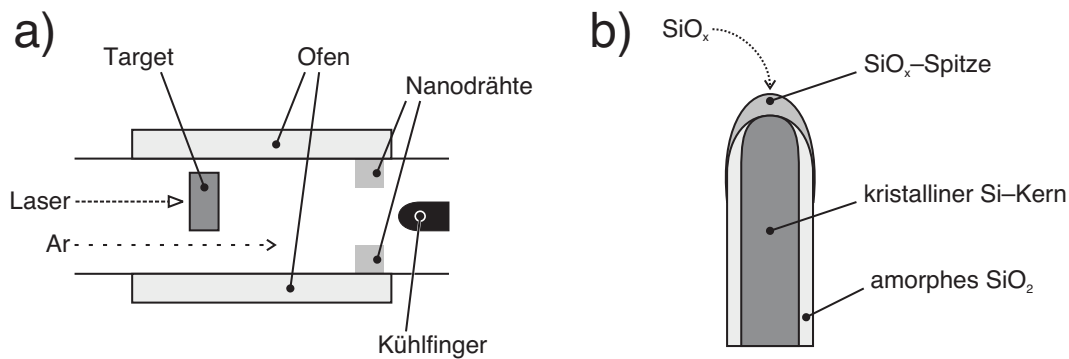 a)
Target
Ofen
Nanodrähte
Laser
Ar
Kühlfinger
b)
SiOₓ
SiOₓ–Spitze
kristalliner Si–Kern
amorphes SiO₂